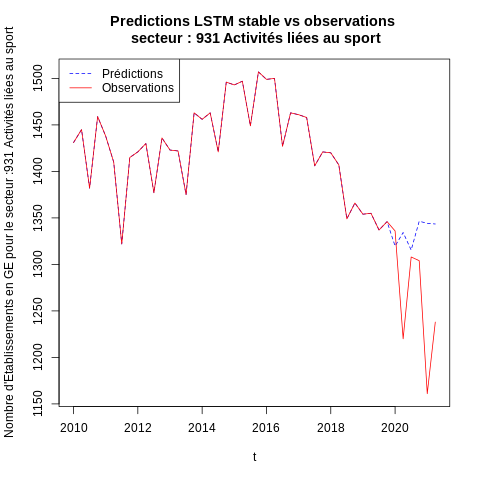 Predictions LSTM stable vs observations
secteur : 931 Activités liées au sport
Prédictions
Observations
Nombre d'Etablissements en GE pour le secteur :931 Activités liées au sport
1500
1450
1400
1350
1300
1250
1200
1150
2010 2012 2014 2016 2018 2020
t